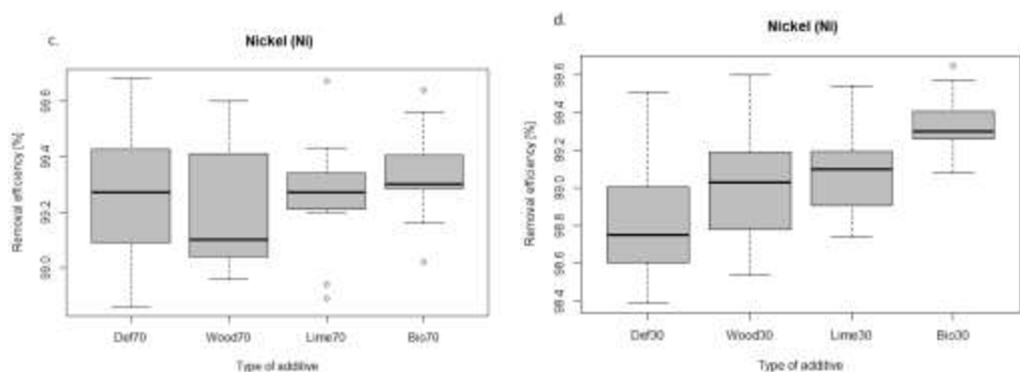 c.
Nickel (Ni)
Removal efficiency [%]
99.6
99.4
99.2
99.0
Def70 Wood70 Lime70 Bio70
Type of additive
d.
Nickel (Ni)
Removal efficiency [%]
99.6
99.4
99.2
99.0
98.8
98.6
98.4
Def30 Wood30 Lime30 Bio30
Type of additive